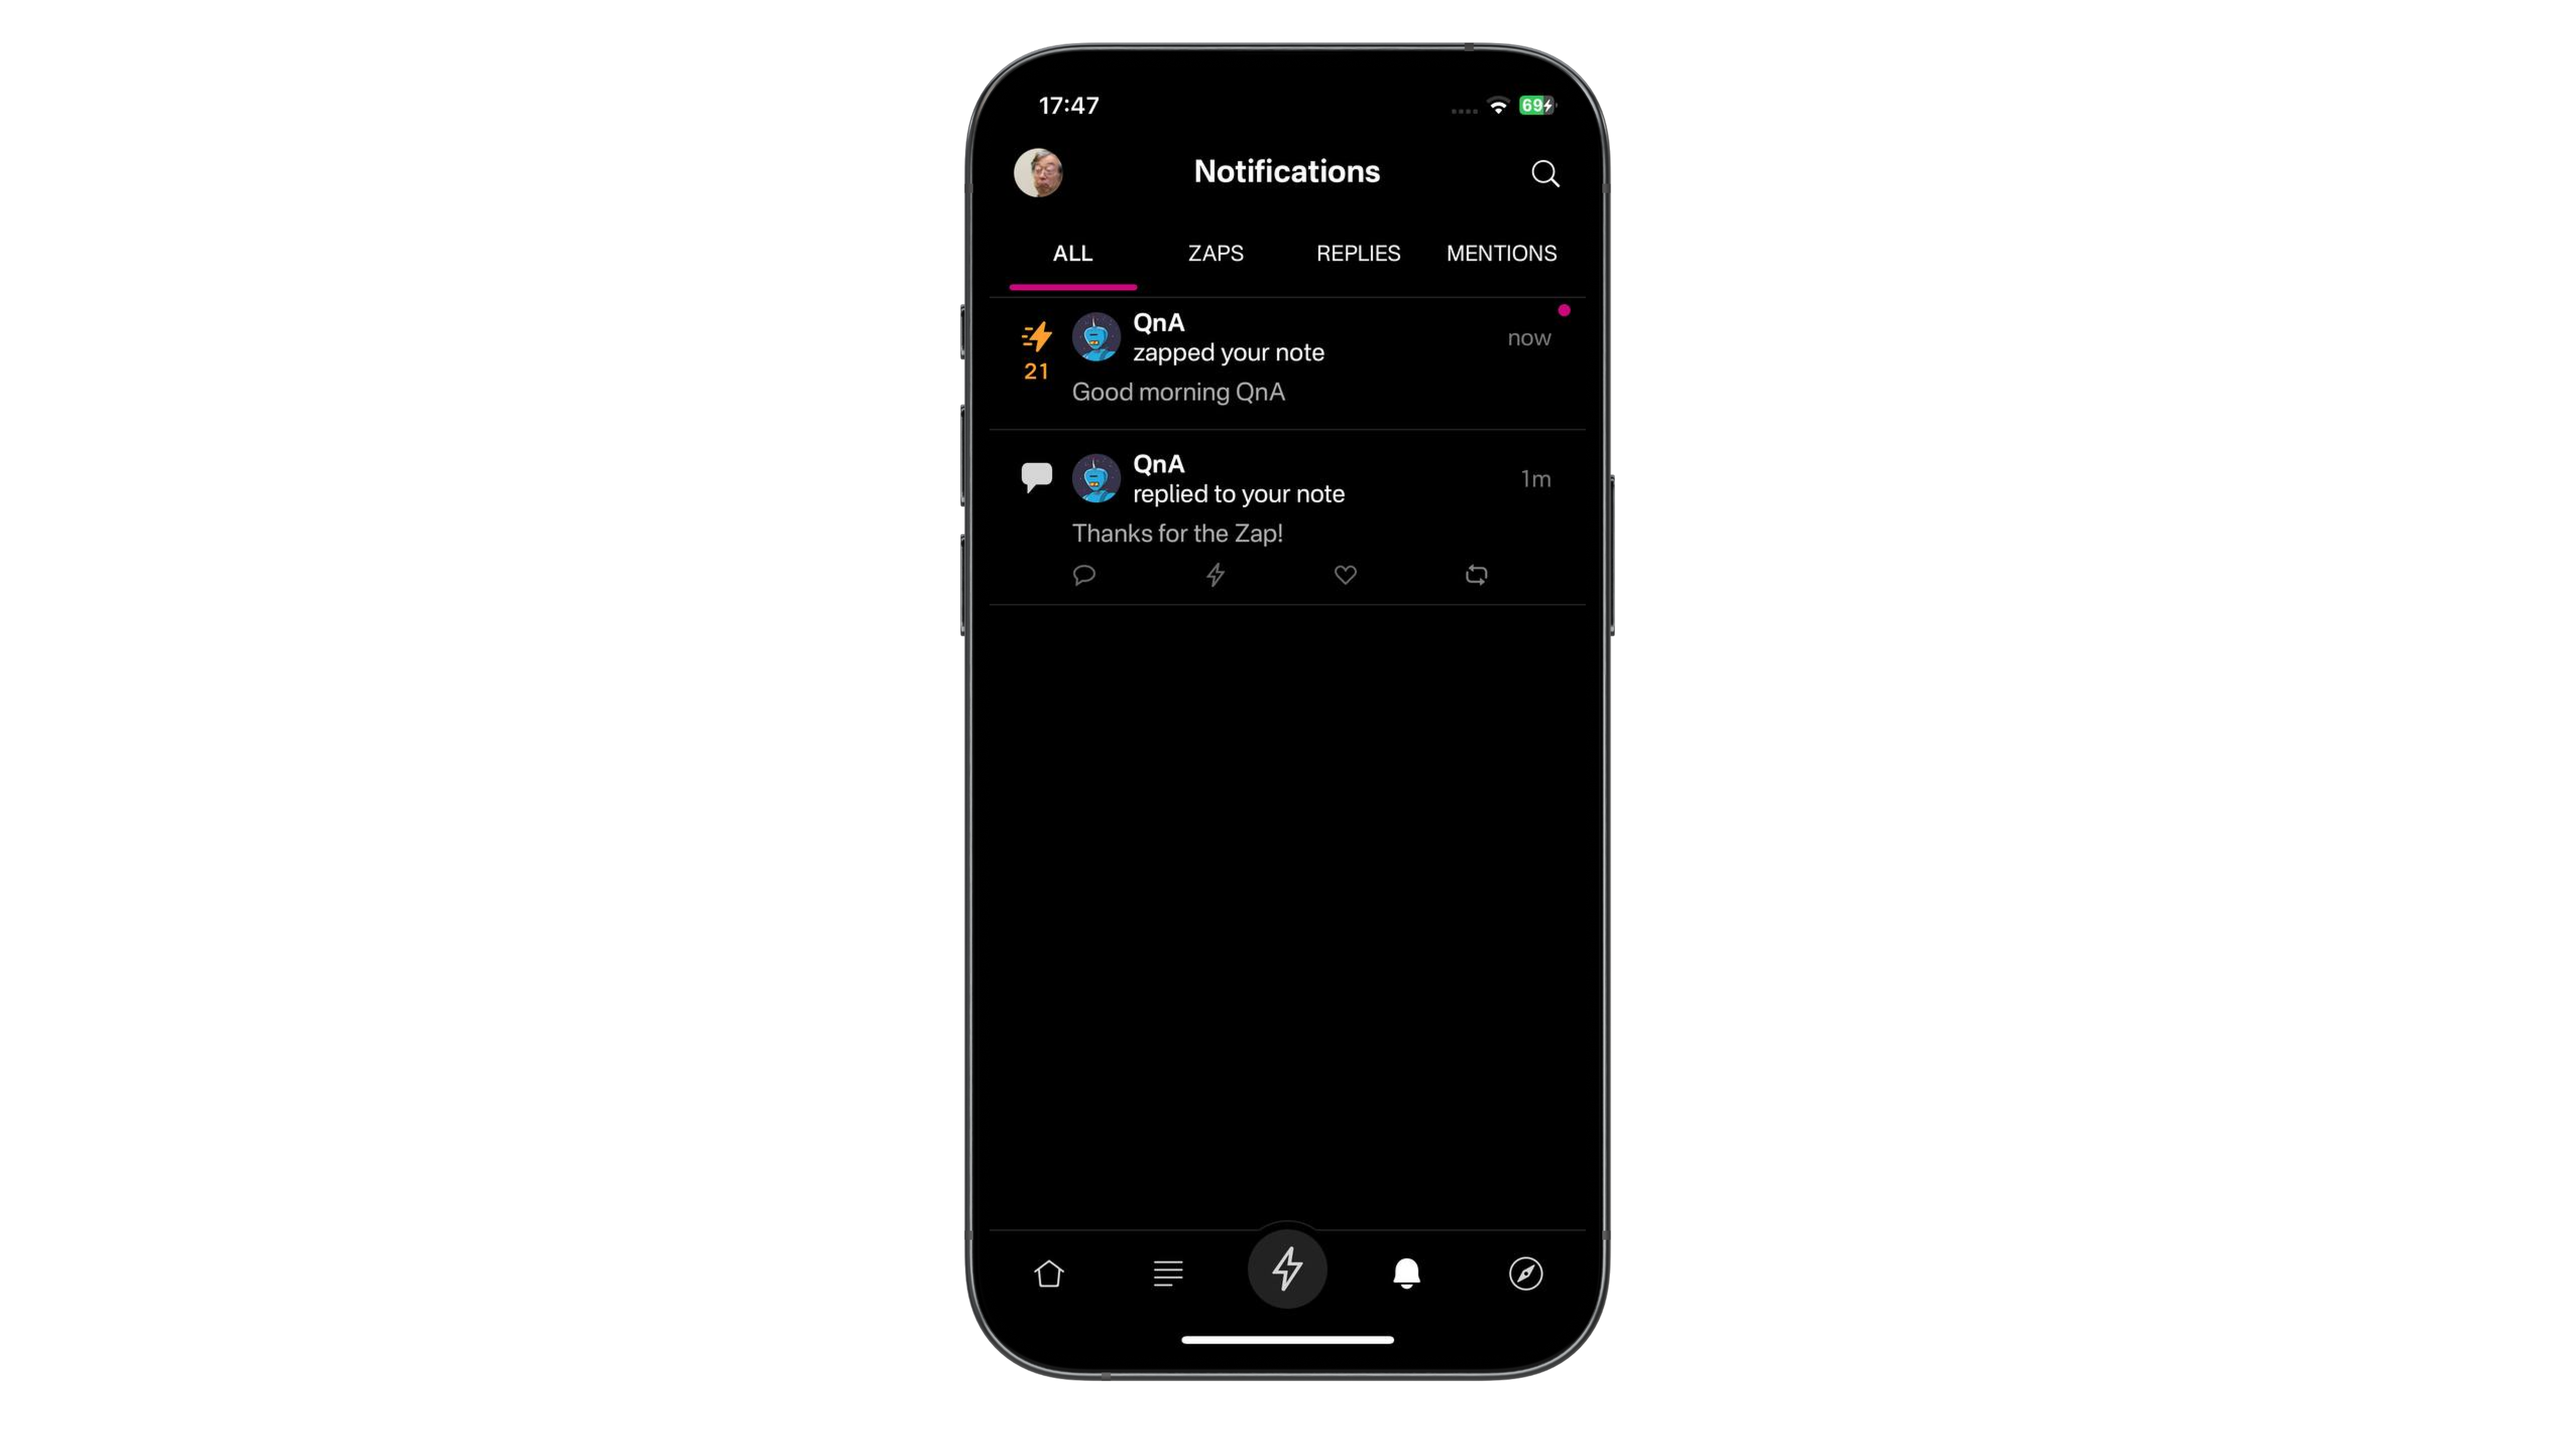 17:47
69
Notifications
ALL ZAPS REPLIES MENTIONS
QnA
zapped your note
now
21
Good morning QnA
QnA
replied to your note
1m
Thanks for the Zap!